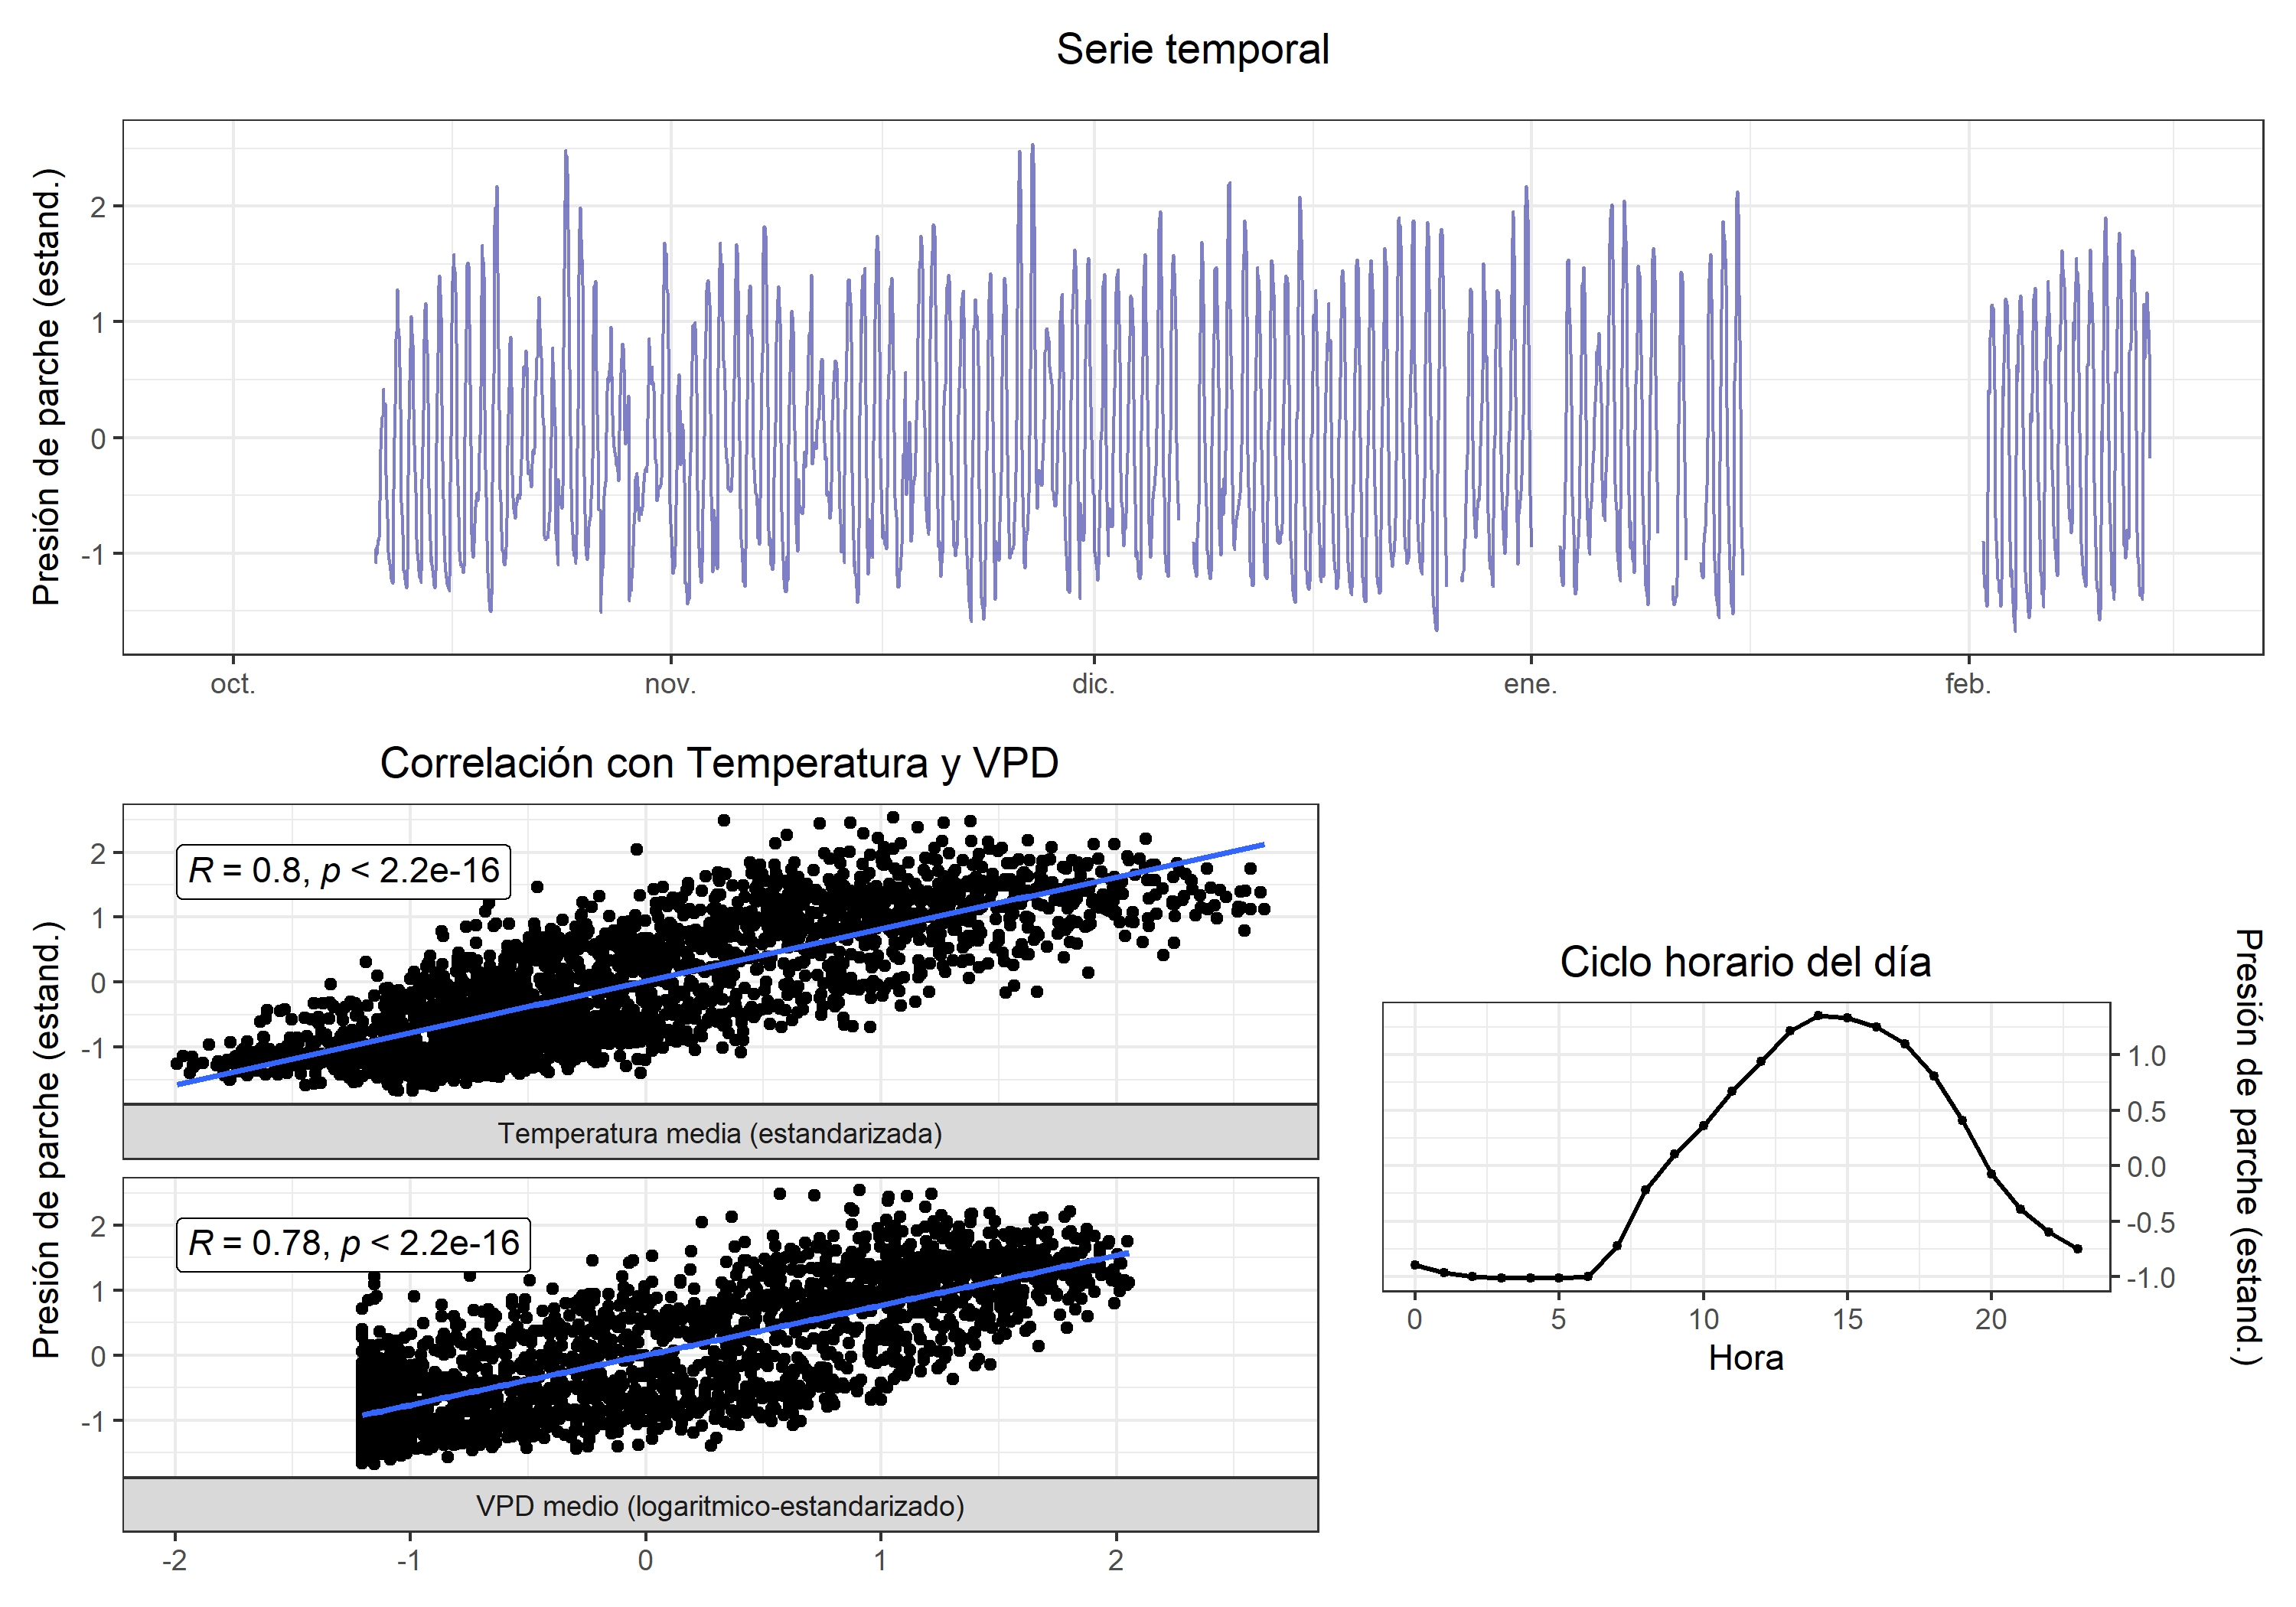 Serie temporal
Presión de parche (estand.)
2
1
0
-1
oct.
nov.
dic.
ene.
feb.
Correlación con Temperatura y VPD
Presión de parche (estand.)
2
1
0
-1
R = 0.8, p < 2.2e-16
Temperatura media (estandarizada)
2
1
0
-1
R = 0.78, p < 2.2e-16
VPD medio (logaritmico-estandarizado)
-2
-1
0
1
2
Ciclo horario del día
1.0
0.5
0.0
-0.5
-1.0
Presión de parche (estand.)
0
5
10
15
20
Hora